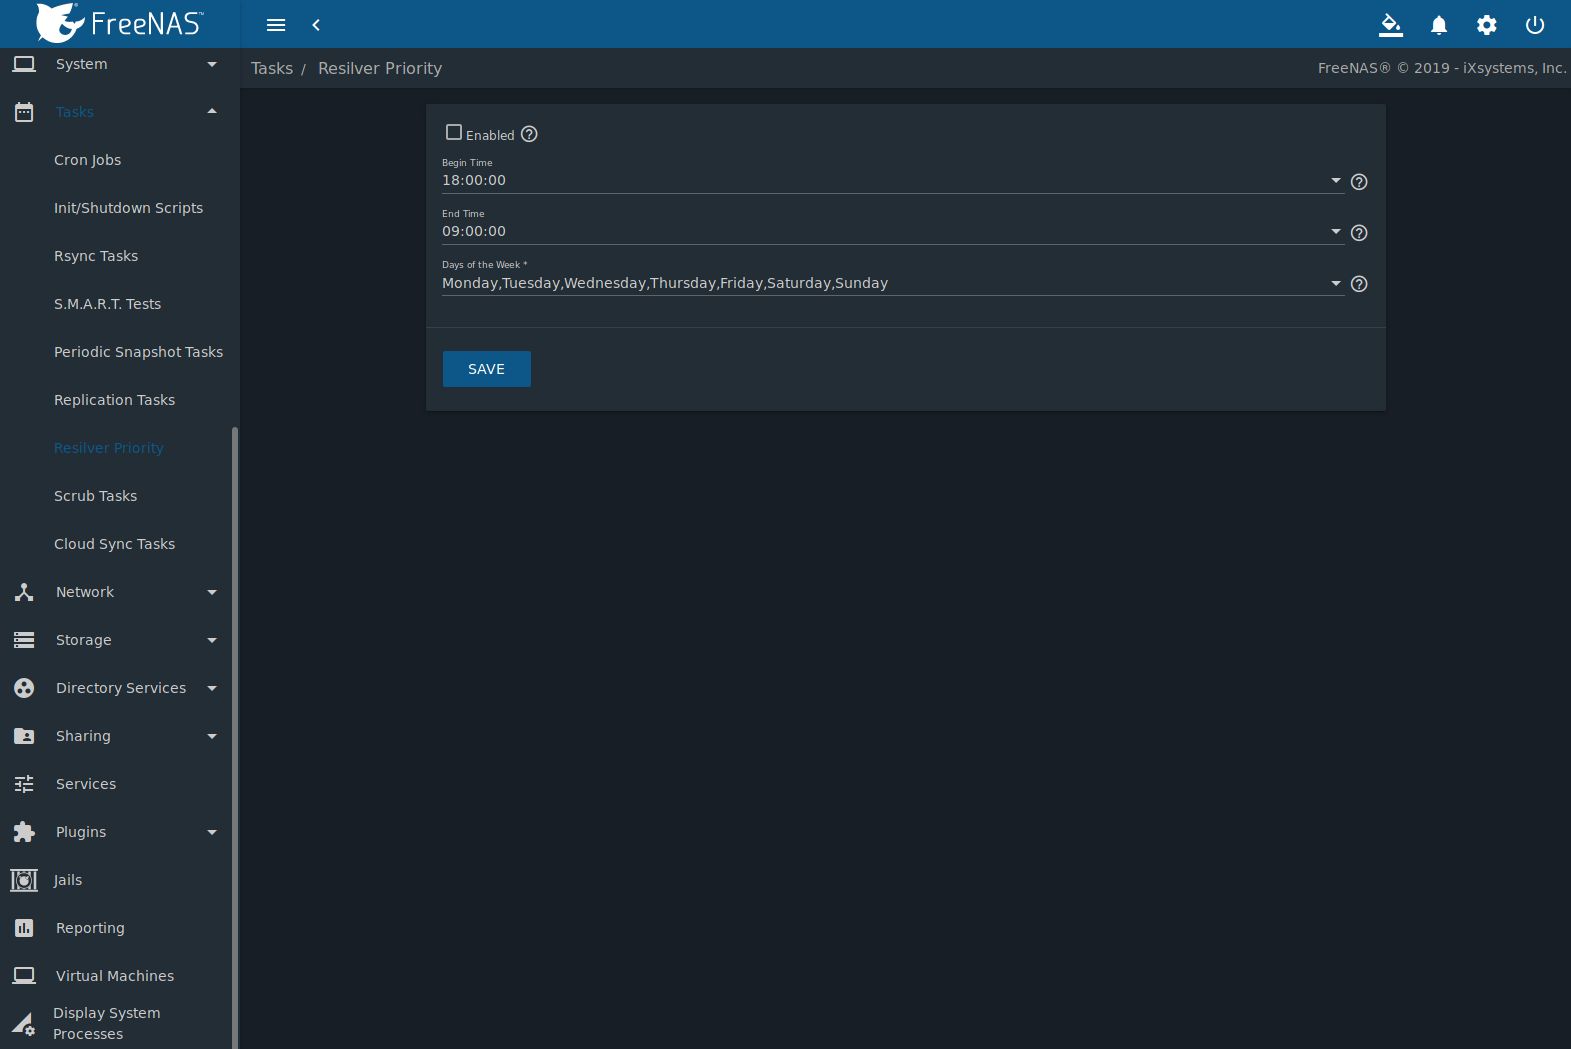 FreeNAS™
System
Tasks
Cron Jobs
Init/Shutdown Scripts
Rsync Tasks
S.M.A.R.T. Tests
Periodic Snapshot Tasks
Replication Tasks
Resilver Priority
Scrub Tasks
Cloud Sync Tasks
Network
Storage
Directory Services
Sharing
Services
Plugins
Jails
Reporting
Virtual Machines
Display System
Processes
Tasks / Resilver Priority
FreeNAS® © 2019 - iXsystems, Inc.
Enabled
Begin Time
18:00:00
End Time
09:00:00
Days of the Week *
Monday,Tuesday,Wednesday,Thursday,Friday,Saturday,Sunday
SAVE